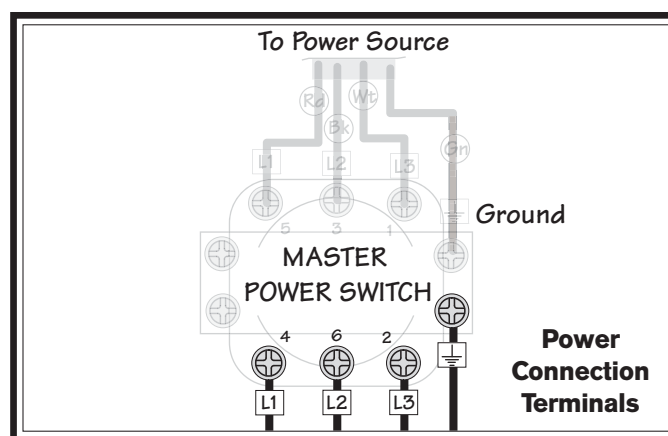 To Power Source
Rd
Wt
Bk
Gn
L1 L2 L3
Ground
5 3 1
MASTER
POWER SWITCH
4 6 2
Power
Connection
Terminals
L1 L2 L3